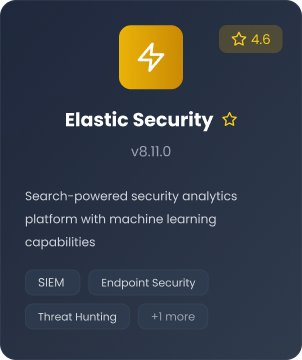 4.6
Elastic Security
v8.11.0
Search-powered security analytics
platform with machine learning
capabilities
SIEM
Endpoint Security
Threat Hunting
+1 more